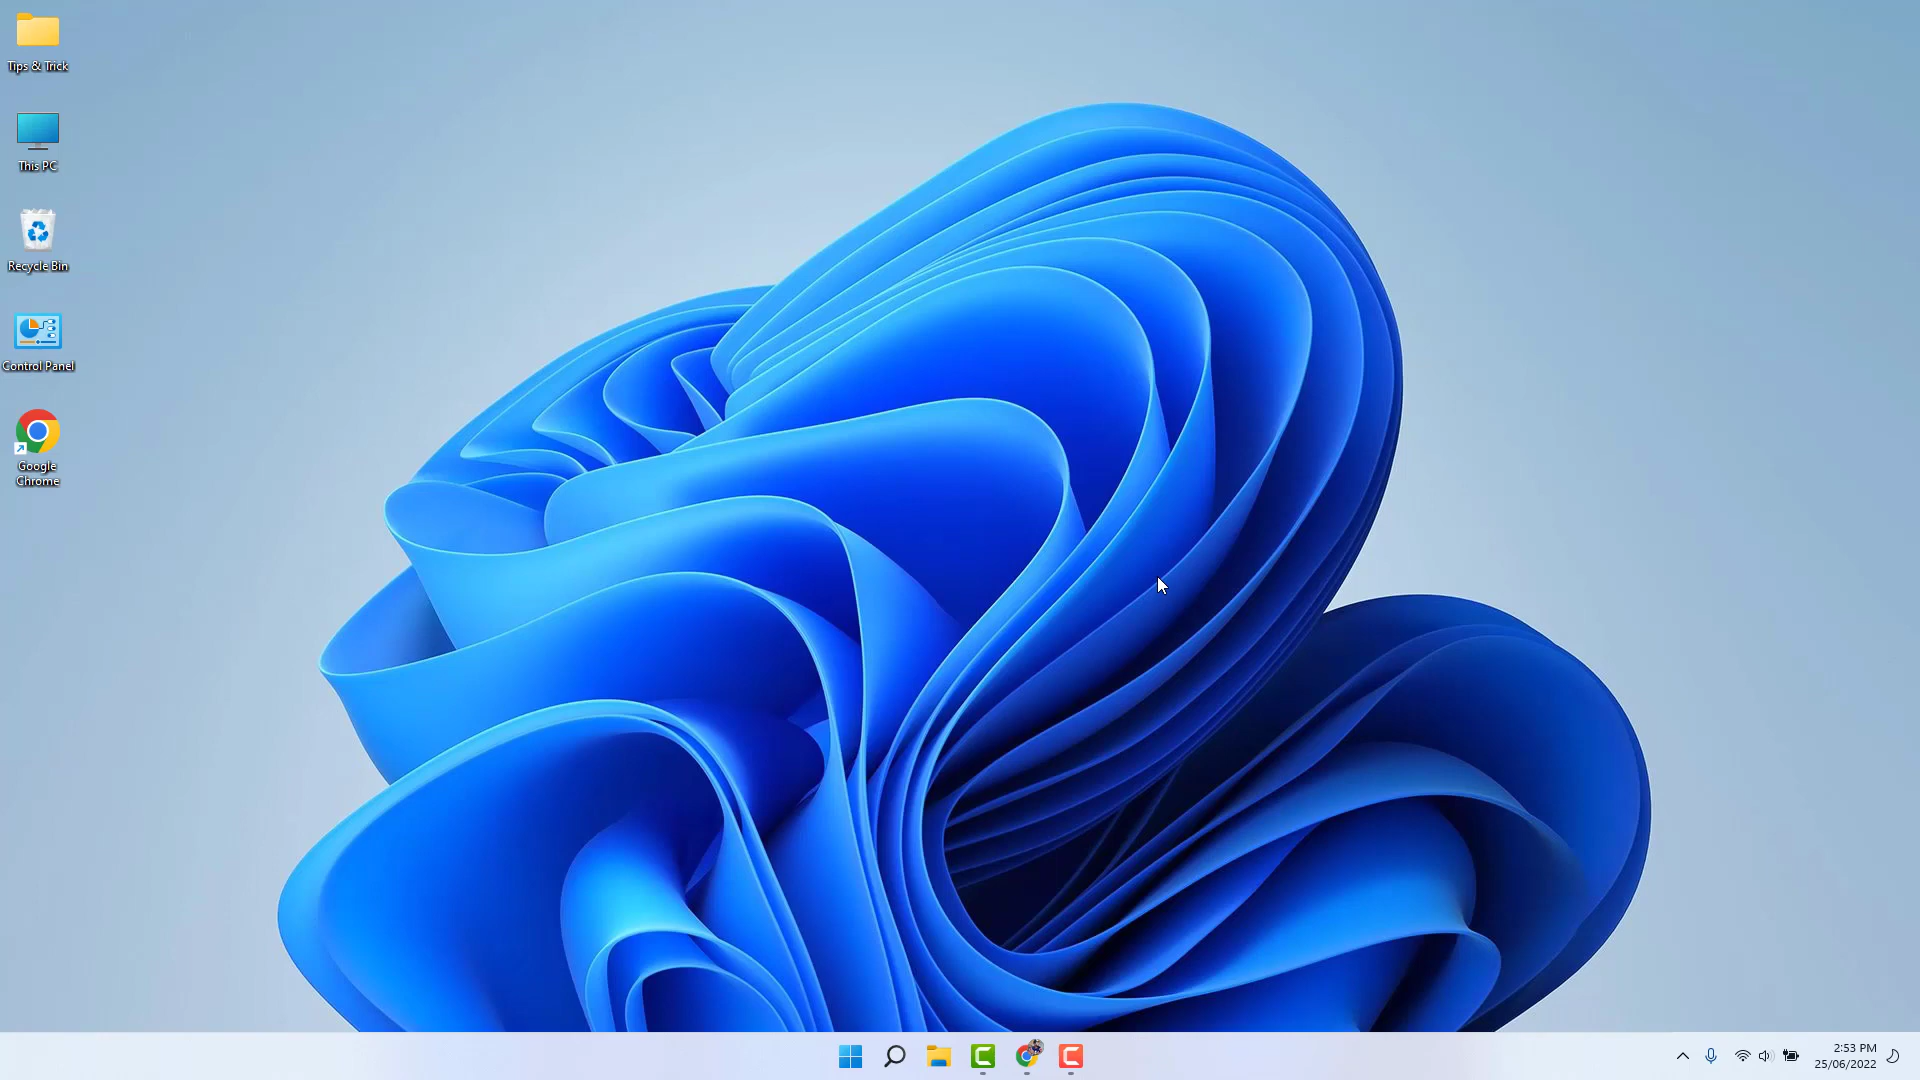 Tips & Trick
This PC
Recycle Bin
Control Panel
Google
Chrome
2:53 PM
25/06/2022